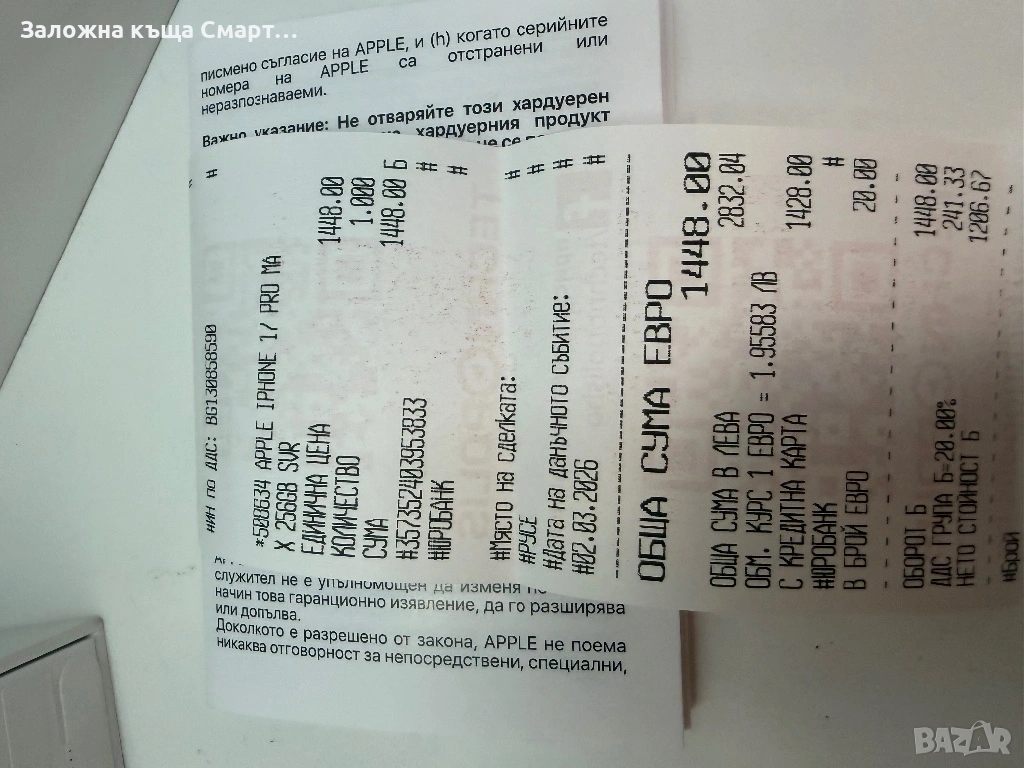 Заложна къща Смарт...
писмено съгласие на APPLE, и (h) когато серийните
номера на APPLE са отстранени или
неразпознаваеми.
Важно указание: Не отваряйте този хардуерен
хардуерния продукт
#ИН ПО ДДС: BG130858590 #
*500634 APPLE IPHONE 17 PRO MA
X 256GB SVR
ЕДИНИЧНА ЦЕНА 1448.00
КОЛИЧЕСТВО 1.000
СУМА 1448.00 Б
#357352403953833 #
#ЮРОБАНК #
#Място на сделката: #
#РУСЕ #
#Дата на данъчното събитие: #
#02.03.2026 #
ОБЩА СУМА ЕВРО
1448.00
ОБЩА СУМА В ЛЕВА 2832,04
ОБМ. КУРС 1 ЕВРО = 1.95583 ЛВ
С КРЕДИТНА КАРТА 1428.00
#ЮРОБАНК #
В БРОЙ ЕВРО 20.00
ОБОРОТ Б 1448.00
ДДС ГРУПА Б=20.00% 241.33
НЕТО СТОЙНОСТ Б 1206.67
#Брой
служител не е упълномощен да изменя
начин това гаранционно изявление, да го разширява
или допълва.
Доколкото е разрешено от закона, APPLE не поема
никаква отговорност за непосредствени, специални,
BAZAR